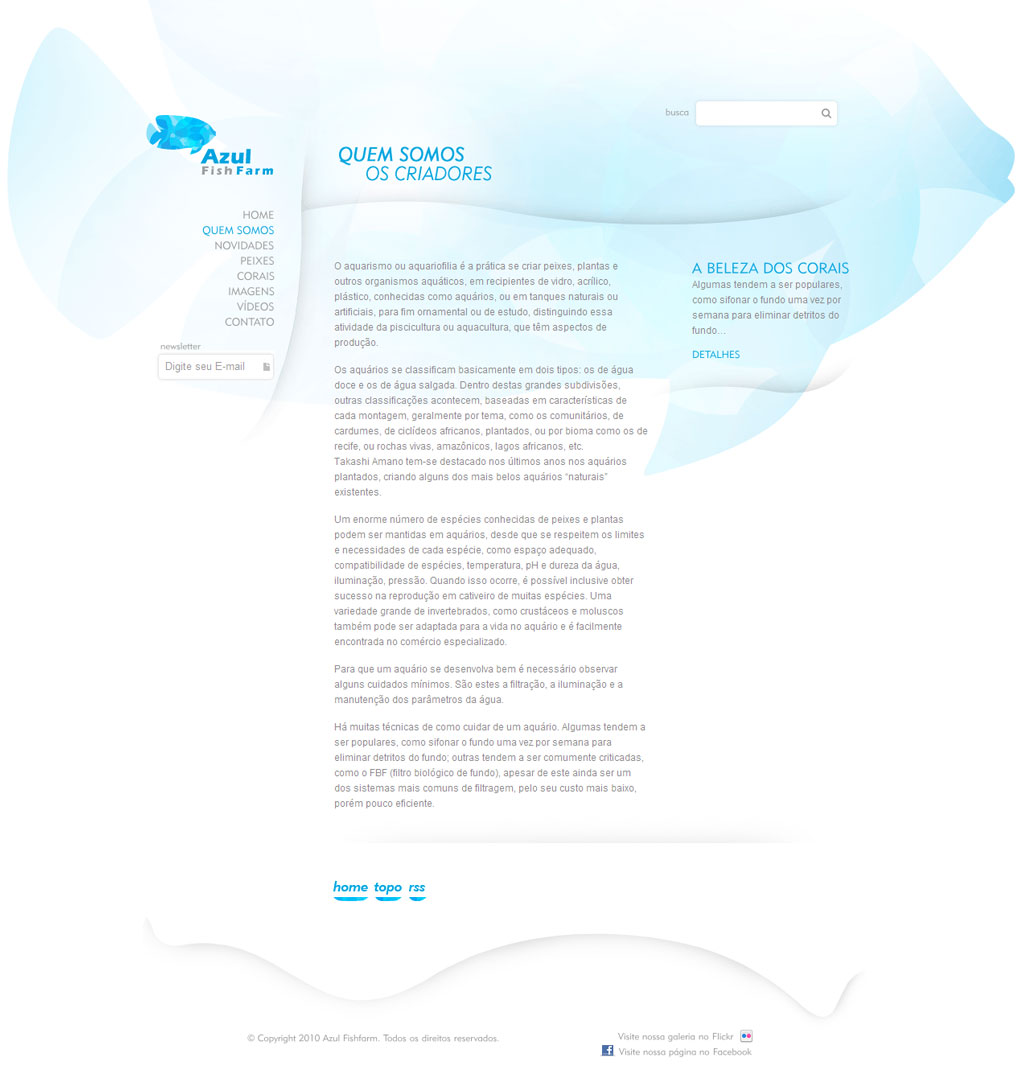 busca
Azul
FishFarm
QUEM SOMOS
OS CRIADORES
HOME
QUEM SOMOS
NOVIDADES
PEIXES
CORAIS
IMAGENS
VÍDEOS
CONTATO
newsletter
Digite seu E-mail
O aquarismo ou aquariofilia é a prática se criar peixes, plantas e
outros organismos aquáticos, em recipientes de vidro, acrílico,
plástico, conhecidas como aquários, ou em tanques naturais ou
artificiais, para fim ornamental ou de estudo, distinguindo essa
atividade da piscicultura ou aquacultura, que têm aspectos de
produção.
Os aquários se classificam basicamente em dois tipos: os de água
doce e os de água salgada. Dentro destas grandes subdivisões,
outras classificações acontecem, baseadas em características de
cada montagem, geralmente por tema, como os comunitários, de
cardumes, de ciclídeos africanos, plantados, ou por bioma como os de
recife, ou rochas vivas, amazônicos, lagos africanos, etc.
Takashi Amano tem-se destacado nos últimos anos nos aquários
plantados, criando alguns dos mais belos aquários “naturais”
existentes.
Um enorme número de espécies conhecidas de peixes e plantas
podem ser mantidas em aquários, desde que se respeitem os limites
e necessidades de cada espécie, como espaço adequado,
compatibilidade de espécies, temperatura, pH e dureza da água,
iluminação, pressão. Quando isso ocorre, é possível inclusive obter
sucesso na reprodução em cativeiro de muitas espécies. Uma
variedade grande de invertebrados, como crustáceos e moluscos
também pode ser adaptada para a vida no aquário e é facilmente
encontrada no comércio especializado.
Para que um aquário se desenvolva bem é necessário observar
alguns cuidados mínimos. São estes a filtração, a iluminação e a
manutenção dos parâmetros da água.
Há muitas técnicas de como cuidar de um aquário. Algumas tendem a
ser populares, como sifonar o fundo uma vez por semana para
eliminar detritos do fundo; outras tendem a ser comumente criticadas,
como o FBF (filtro biológico de fundo), apesar de este ainda ser um
dos sistemas mais comuns de filtragem, pelo seu custo mais baixo,
porém pouco eficiente.
A BELEZA DOS CORAIS
Algumas tendem a ser populares,
como sifonar o fundo uma vez por
semana para eliminar detritos do
fundo...
DETALHES
home topo rss
© Copyright 2010 Azul Fishfarm. Todos os direitos reservados.
Visite nossa galeria no Flickr
Visite nossa página no Facebook